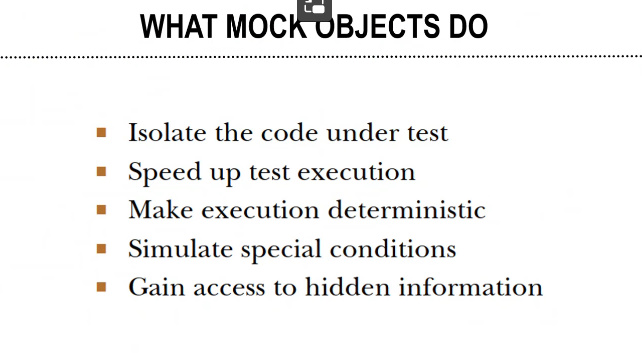 WHAT MOCK OBJECTS DO
Isolate the code under test
Speed up test execution
Make execution deterministic
Simulate special conditions
Gain access to hidden information